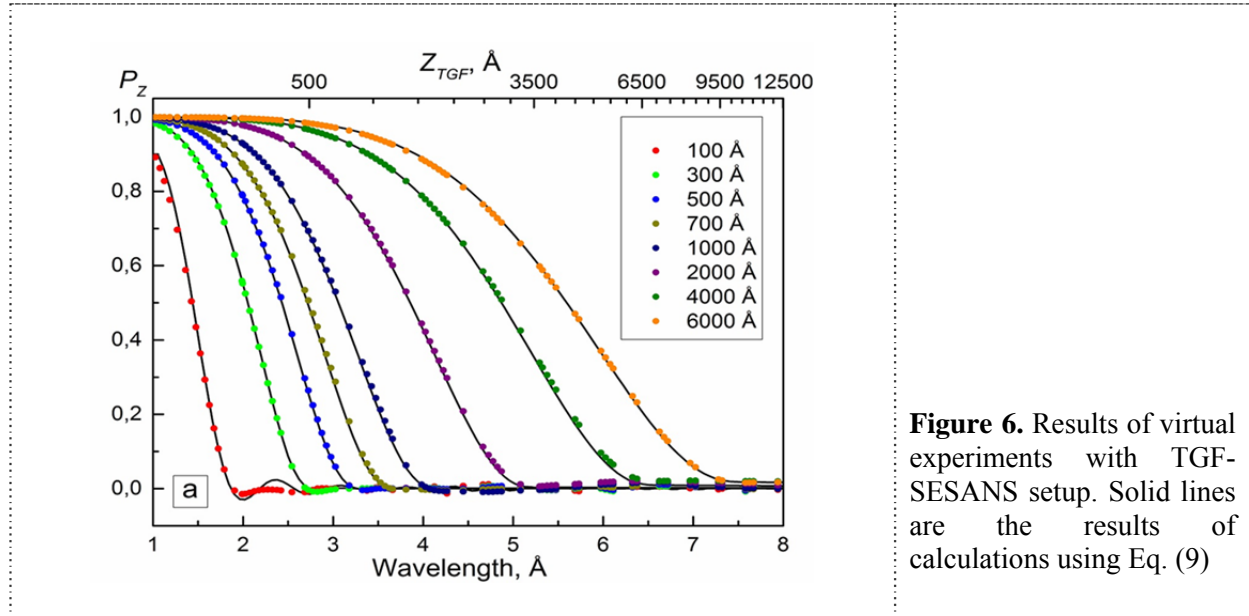 P_Z
Z_TGF, Å
500
3500
6500
9500
12500
1,0
0,8
0,6
0,4
0,2
0,0
100 Å
300 Å
500 Å
700 Å
1000 Å
2000 Å
4000 Å
6000 Å
a
1 2 3 4 5 6 7 8
Wavelength, Å
Figure 6. Results of virtual
experiments with TGF-
SESANS setup. Solid lines
are the results of
calculations using Eq. (9)